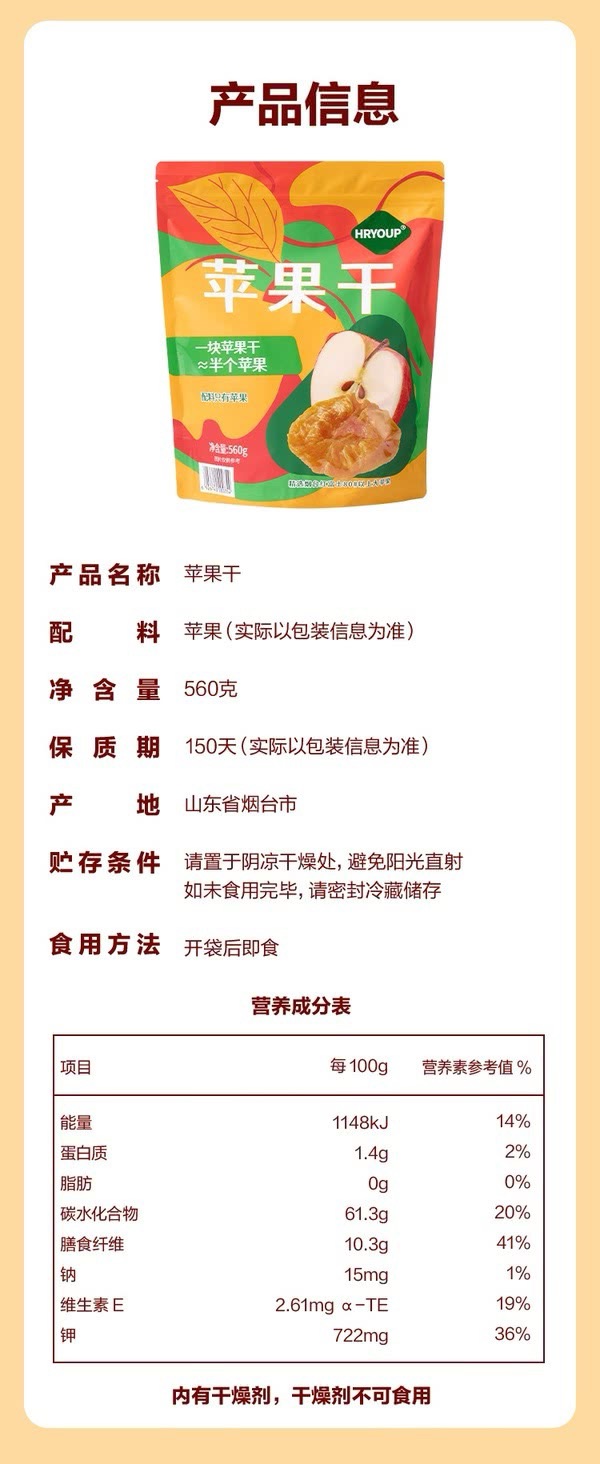 产品信息
HRYOUP®
苹果干
一块苹果干
≈半个苹果
配料只有苹果
净含量:560g
产品名称 苹果干
配料 苹果(实际以包装信息为准)
净含量 560克
保质期 150天(实际以包装信息为准)
产地 山东省烟台市
贮存条件 请置于阴凉干燥处, 避免阳光直射
如未食用完毕, 请密封冷藏储存
食用方法 开袋后即食
营养成分表
项目 每100g 营养素参考值%
能量 1148kJ 14%
蛋白质 1.4g 2%
脂肪 0g 0%
碳水化合物 61.3g 20%
膳食纤维 10.3g 41%
钠 15mg 1%
维生素E 2.61mg α-TE 19%
钾 722mg 36%
内有干燥剂，干燥剂不可食用